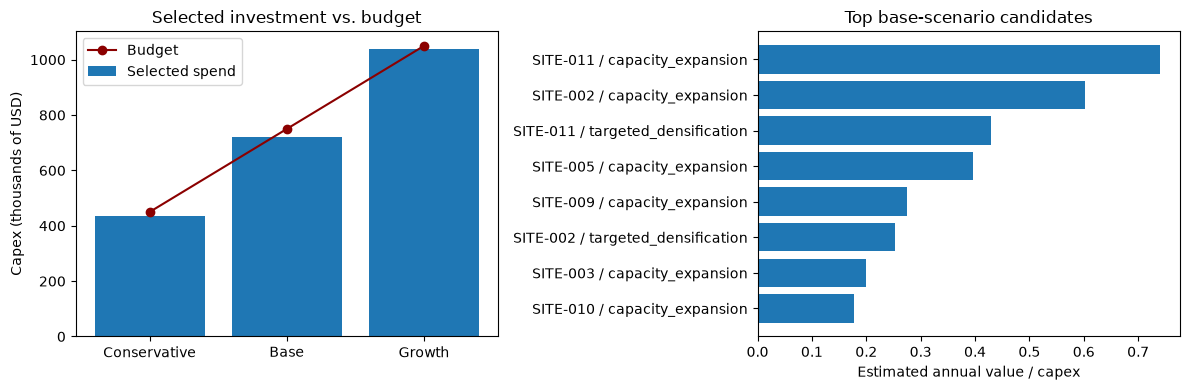 Selected investment vs. budget
Budget
Selected spend
Capex (thousands of USD)
1000
800
600
400
200
0
Conservative
Base
Growth
Top base-scenario candidates
SITE-011 / capacity_expansion
SITE-002 / capacity_expansion
SITE-011 / targeted_densification
SITE-005 / capacity_expansion
SITE-009 / capacity_expansion
SITE-002 / targeted_densification
SITE-003 / capacity_expansion
SITE-010 / capacity_expansion
0.0 0.1 0.2 0.3 0.4 0.5 0.6 0.7
Estimated annual value / capex